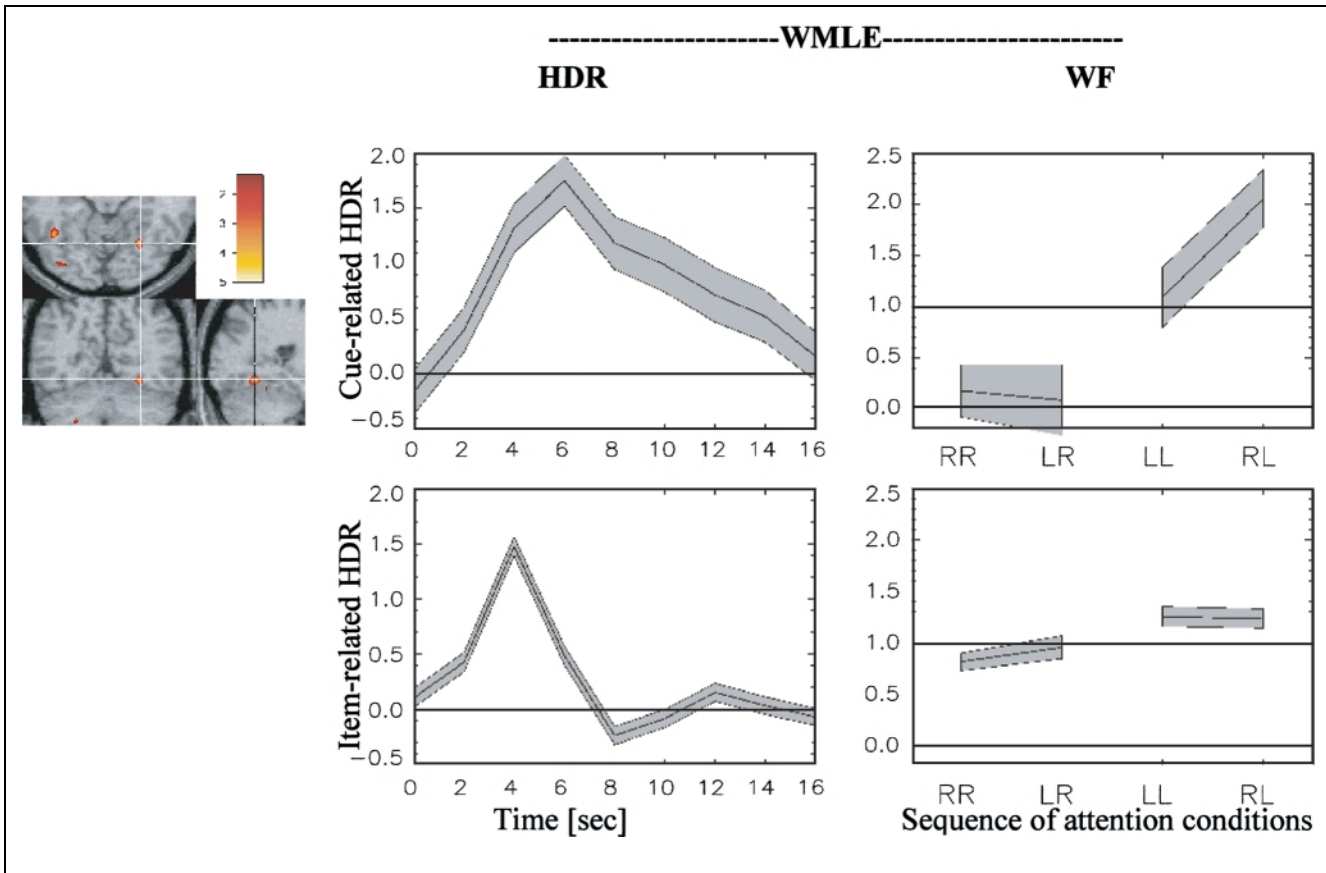 ----------------------WMLE-----------------------
HDR WF
2
3
4
5
Cue-related HDR
2.0
1.5
1.0
0.5
0.0
−0.5
0 2 4 6 8 10 12 14 16
2.5
2.0
1.5
1.0
0.5
0.0
RR LR LL RL
Item-related HDR
2.0
1.5
1.0
0.5
0.0
−0.5
0 2 4 6 8 10 12 14 16
Time [sec]
2.5
2.0
1.5
1.0
0.5
0.0
RR LR LL RL
Sequence of attention conditions